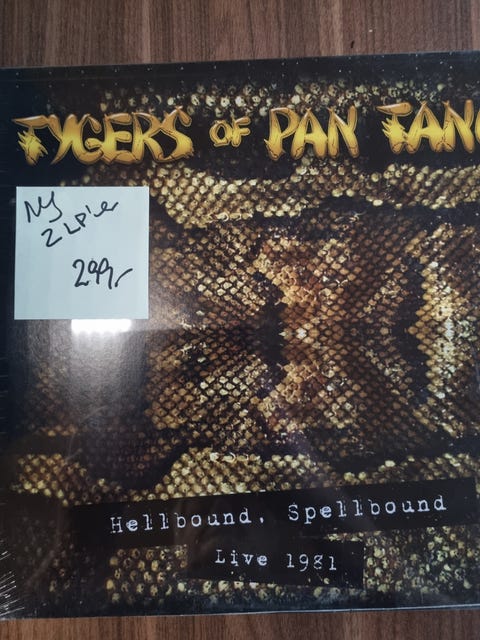 TYGERS OF PAN TANG
Ny
2 LP'er
299,-
Hellbound, Spellbound
Live 1981